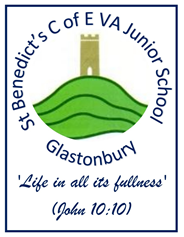 St Benedict's C of E VA Junior School
Glastonbury
'Life in all its fullness'
(John 10:10)